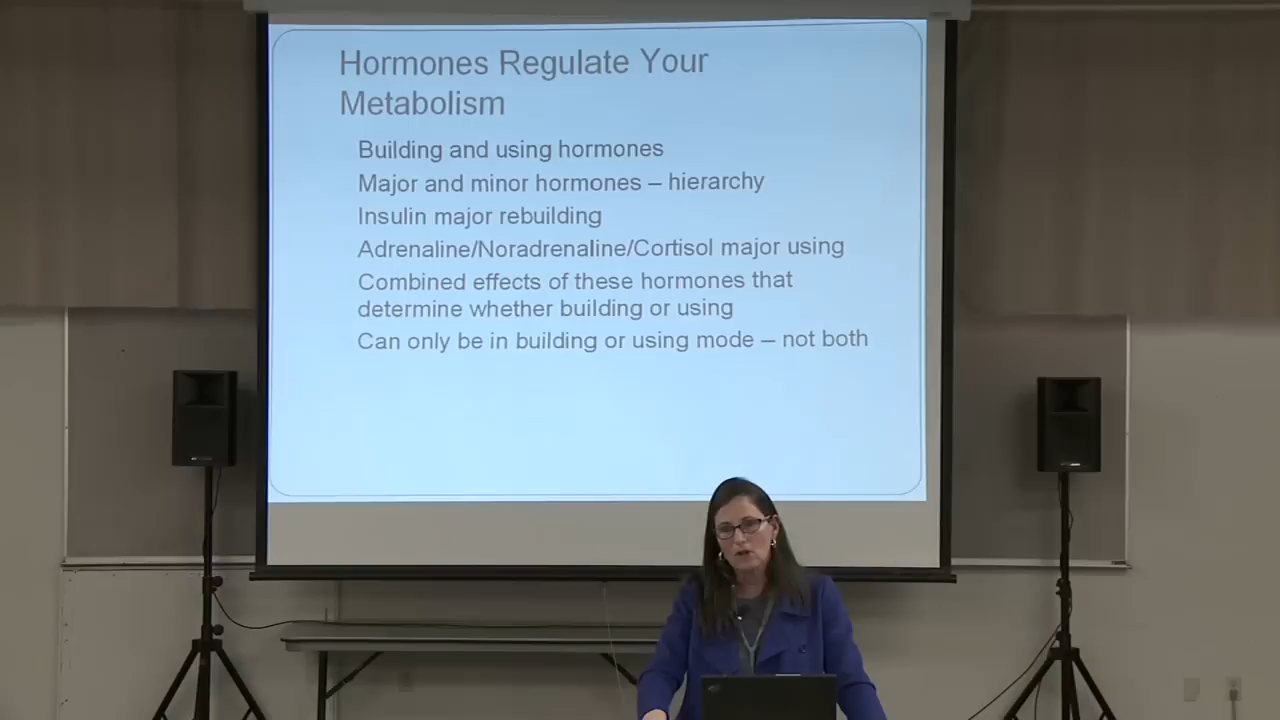 Hormones Regulate Your
Metabolism
Building and using hormones
Major and minor hormones – hierarchy
Insulin major rebuilding
Adrenaline/Noradrenaline/Cortisol major using
Combined effects of these hormones that
determine whether building or using
Can only be in building or using mode – not both